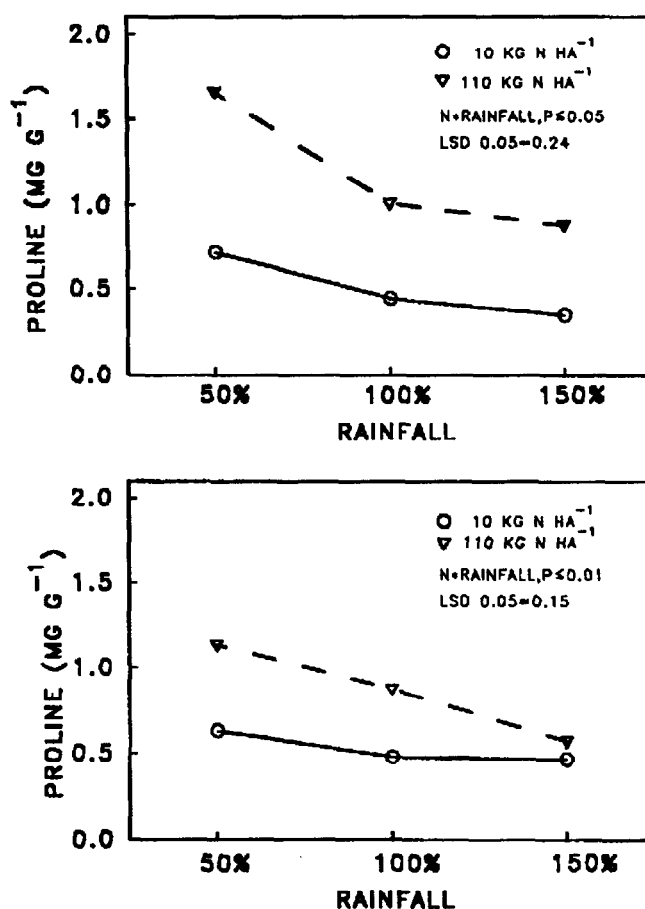 2.0
1.5
1.0
0.5
0.0
PROLINE (MG G⁻¹)
○ 10 KG N HA⁻¹
▽ 110 KG N HA⁻¹
N*RAINFALL,P≤0.05
LSD 0.05=0.24
50% 100% 150%
RAINFALL
2.0
1.5
1.0
0.5
0.0
PROLINE (MG G⁻¹)
○ 10 KG N HA⁻¹
▽ 110 KG N HA⁻¹
N*RAINFALL,P≤0.01
LSD 0.05=0.15
50% 100% 150%
RAINFALL